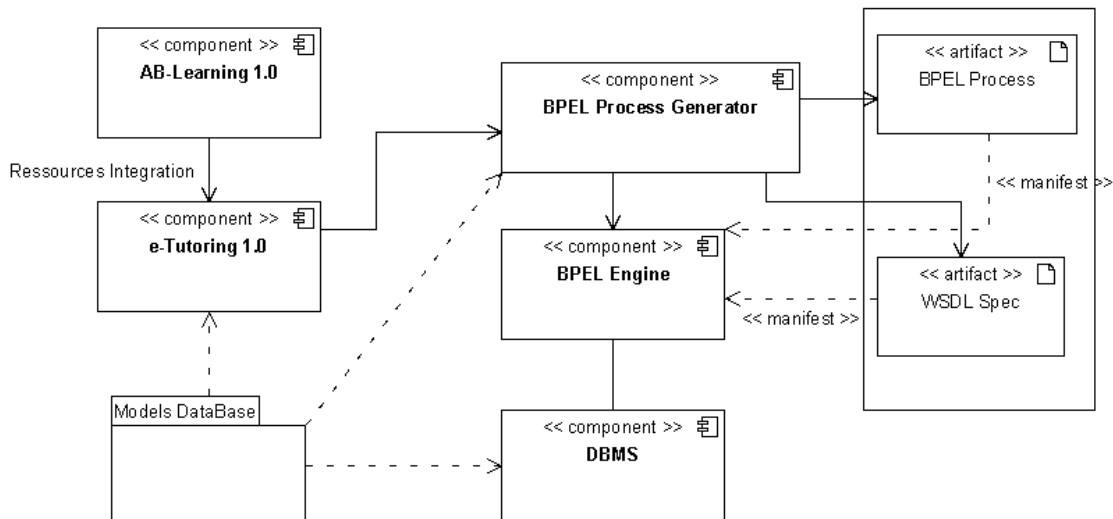 << component >>
AB-Learning 1.0
<< component >>
BPEL Process Generator
<< artifact >>
BPEL Process
Ressources Integration
<< manifest >>
<< component >>
e-Tutoring 1.0
<< component >>
BPEL Engine
<< artifact >>
WSDL Spec
<< manifest >>
Models DataBase
<< component >>
DBMS